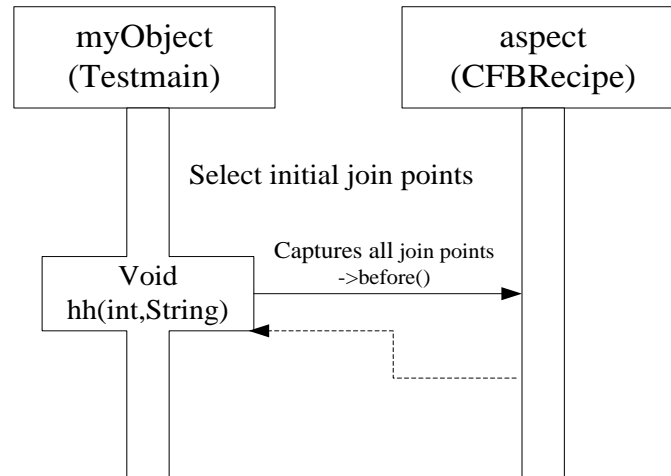 myObject
(Testmain)
aspect
(CFBRecipe)
Select initial join points
Captures all join points
->before()
Void
hh(int,String)